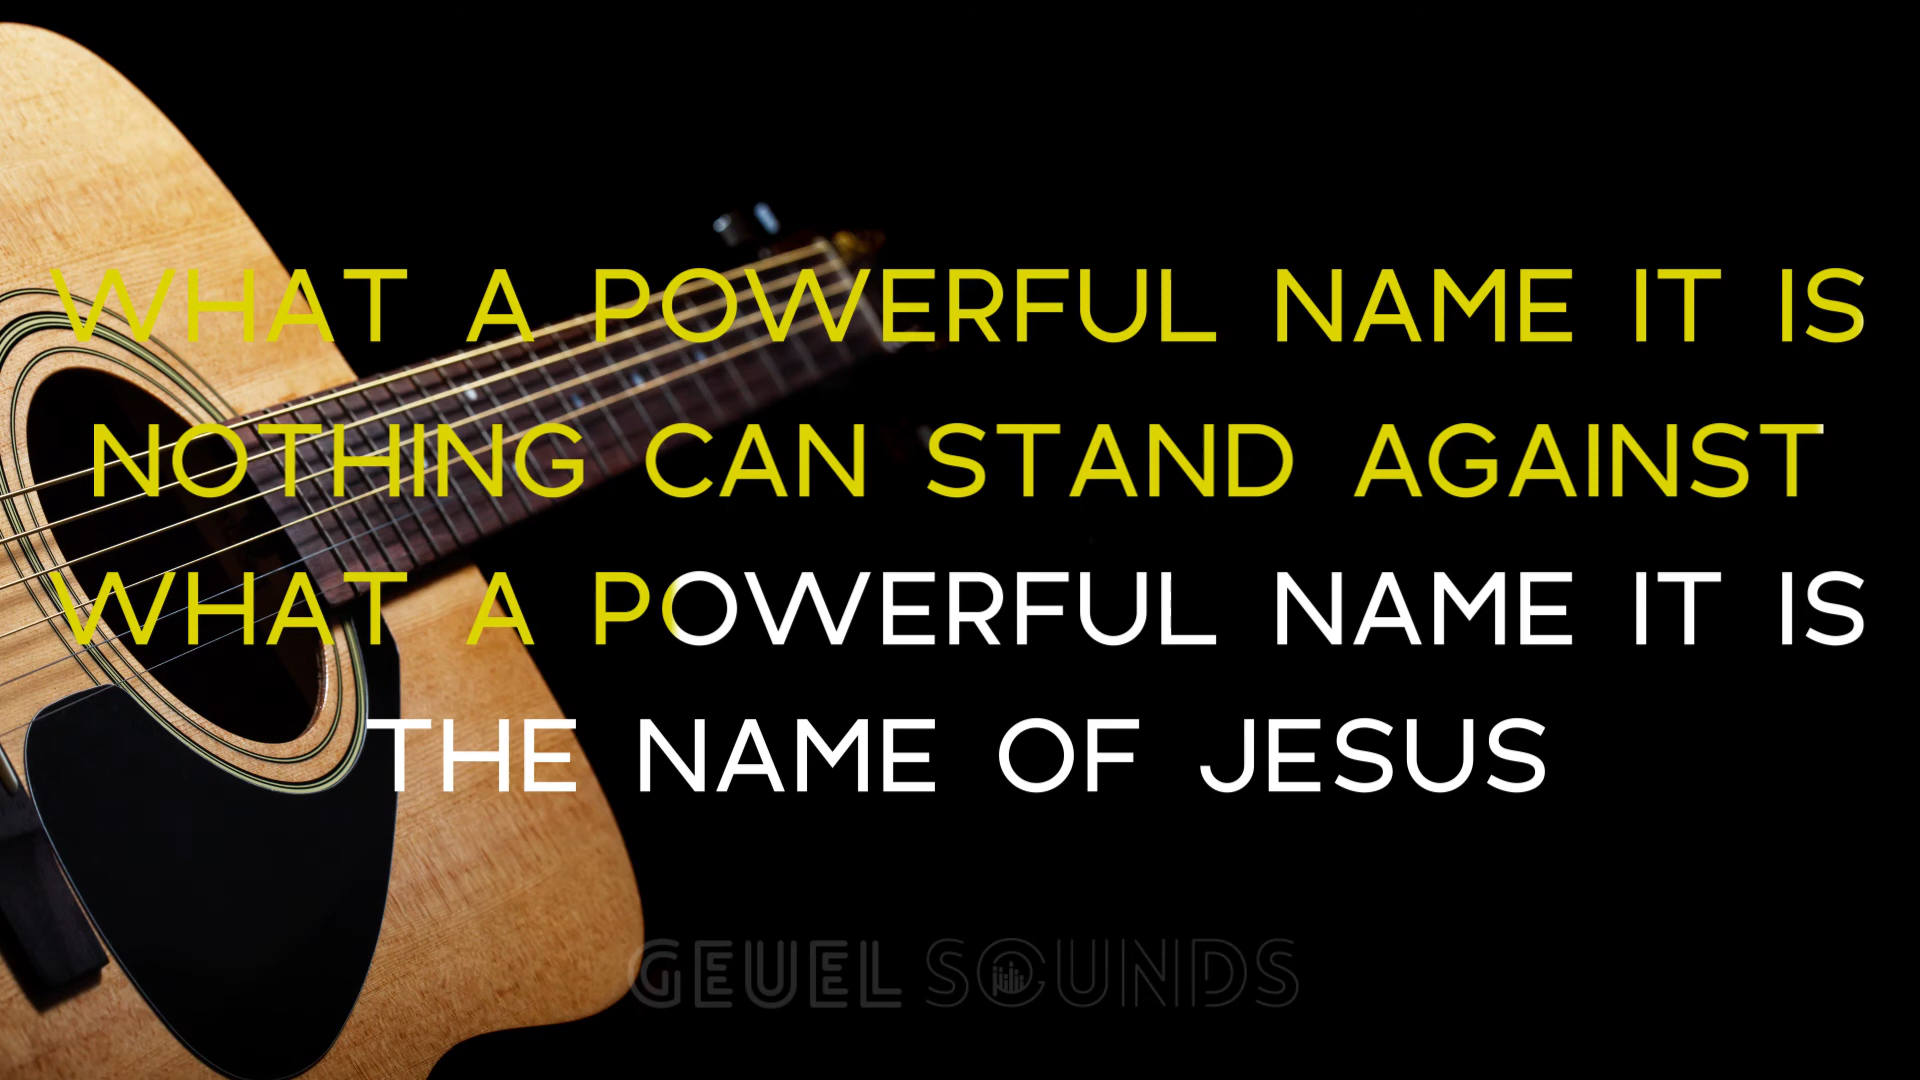 WHAT A POWERFUL NAME IT IS
NOTHING CAN STAND AGAINST
WHAT A POWERFUL NAME IT IS
THE NAME OF JESUS
GEUEL SOUNDS